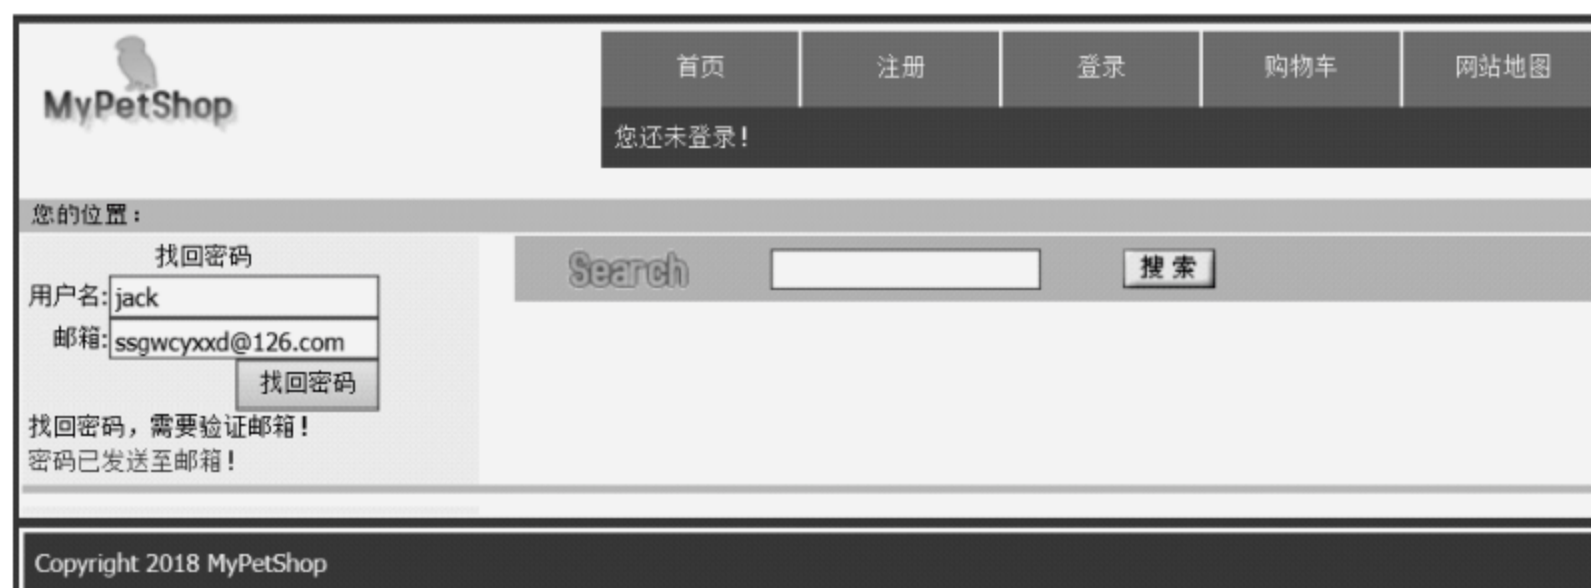 MyPetShop
首页 注册 登录 购物车 网站地图
您还未登录!
您的位置:
找回密码
Search 搜索
用户名: jack
邮箱: ssgwcyxxd@126.com
找回密码
找回密码，需要验证邮箱!
密码已发送至邮箱!
Copyright 2018 MyPetShop